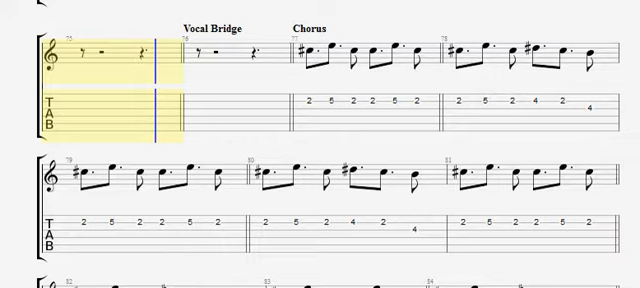 Vocal Bridge Chorus
75 76 77 78
T 2 5 2 2 5 2 2 5 2 4 2
A 4
B
79 80 81
T 2 5 2 2 5 2 2 5 2 4 2 2 5 2 2 5 2
A 4
B
82 83 84